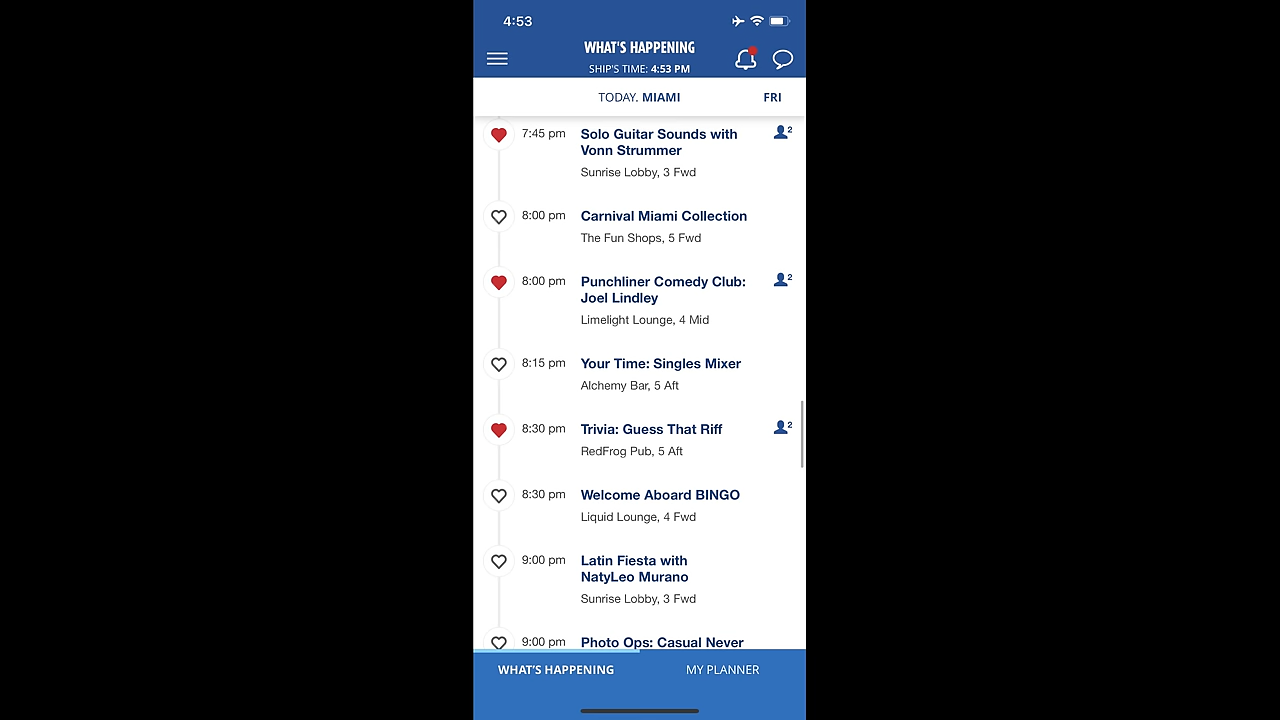 4:53
WHAT'S HAPPENING
SHIP'S TIME: 4:53 PM
TODAY. MIAMI FRI
7:45 pm Solo Guitar Sounds with 2
Vonn Strummer
Sunrise Lobby, 3 Fwd
8:00 pm Carnival Miami Collection
The Fun Shops, 5 Fwd
8:00 pm Punchliner Comedy Club: 2
Joel Lindley
Limelight Lounge, 4 Mid
8:15 pm Your Time: Singles Mixer
Alchemy Bar, 5 Aft
8:30 pm Trivia: Guess That Riff 2
RedFrog Pub, 5 Aft
8:30 pm Welcome Aboard BINGO
Liquid Lounge, 4 Fwd
9:00 pm Latin Fiesta with
NatyLeo Murano
Sunrise Lobby, 3 Fwd
9:00 pm Photo Ops: Casual Never
WHAT'S HAPPENING MY PLANNER